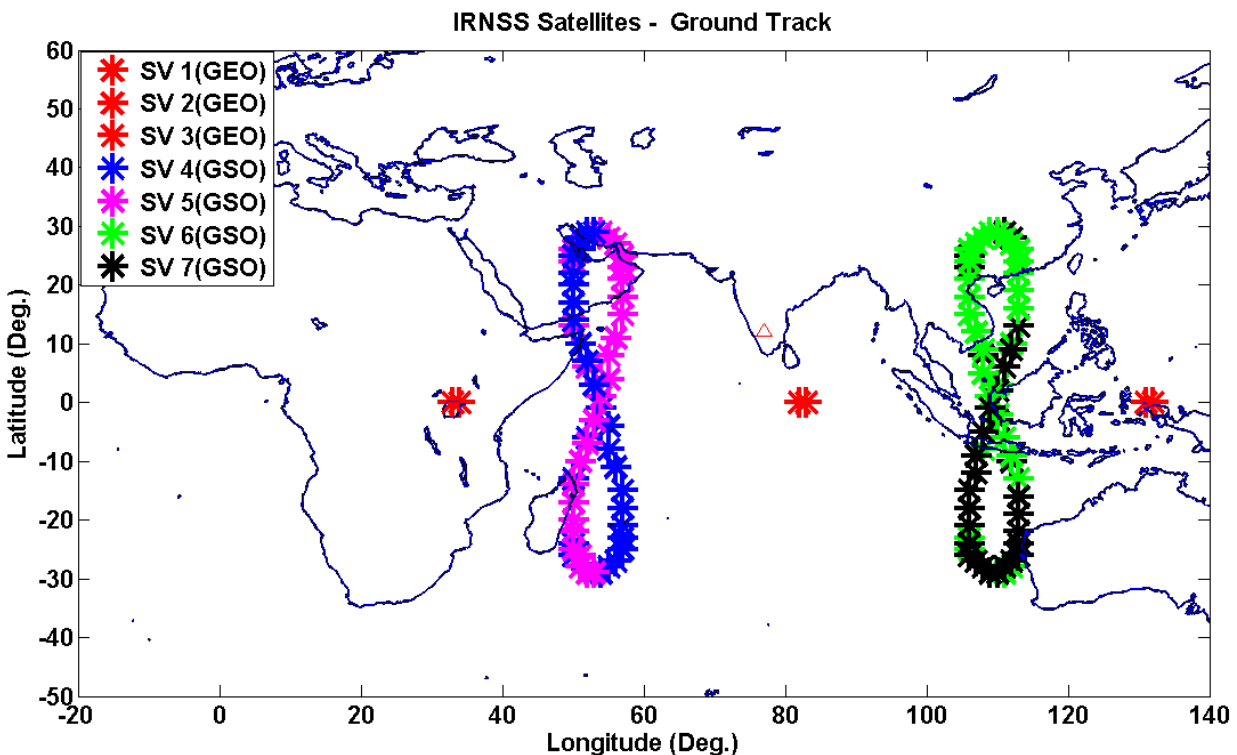 IRNSS Satellites - Ground Track
SV 1(GEO)
SV 2(GEO)
SV 3(GEO)
SV 4(GSO)
SV 5(GSO)
SV 6(GSO)
SV 7(GSO)
Latitude (Deg.)
60
50
40
30
20
10
0
-10
-20
-30
-40
-50
-20
0
20
40
60
80
100
120
140
Longitude (Deg.)